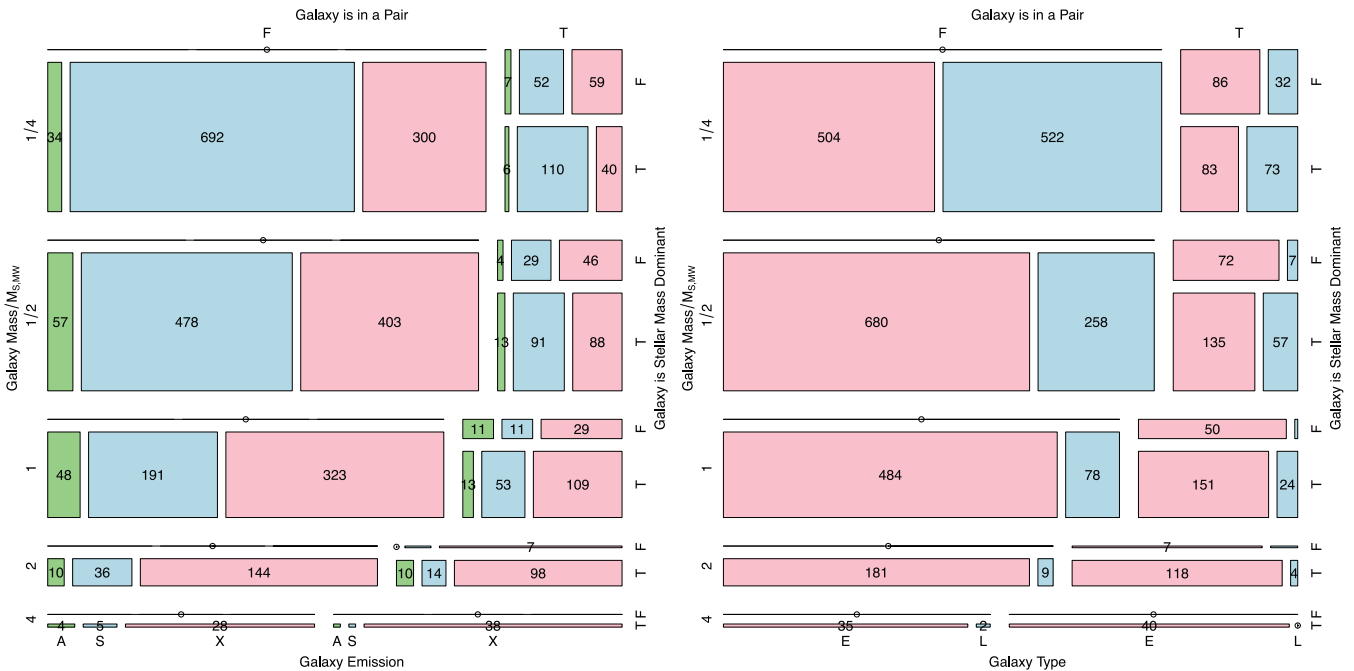 Galaxy is in a Pair
F T
1/4
34 692 300
7 52 59
F
6 110 40
T
1/2
57 478 403
4 29 46
F
13 91 88
T
1
48 191 323
11 11 29
F
13 53 109
T
2
10 36 144
7
F
10 14 98
T
4
F
4 5 28 38
T
A S X A S X
Galaxy Emission
Galaxy Mass/M_S,MW
Galaxy is Stellar Mass Dominant
Galaxy is in a Pair
F T
1/4
504 522
86 32
F
83 73
T
1/2
680 258
72 7
F
135 57
T
1
484 78
50
F
151 24
T
2
181 9
7
F
118 4
T
4
F
35 2 40
T
E L E L
Galaxy Type
Galaxy Mass/M_S,MW
Galaxy is Stellar Mass Dominant